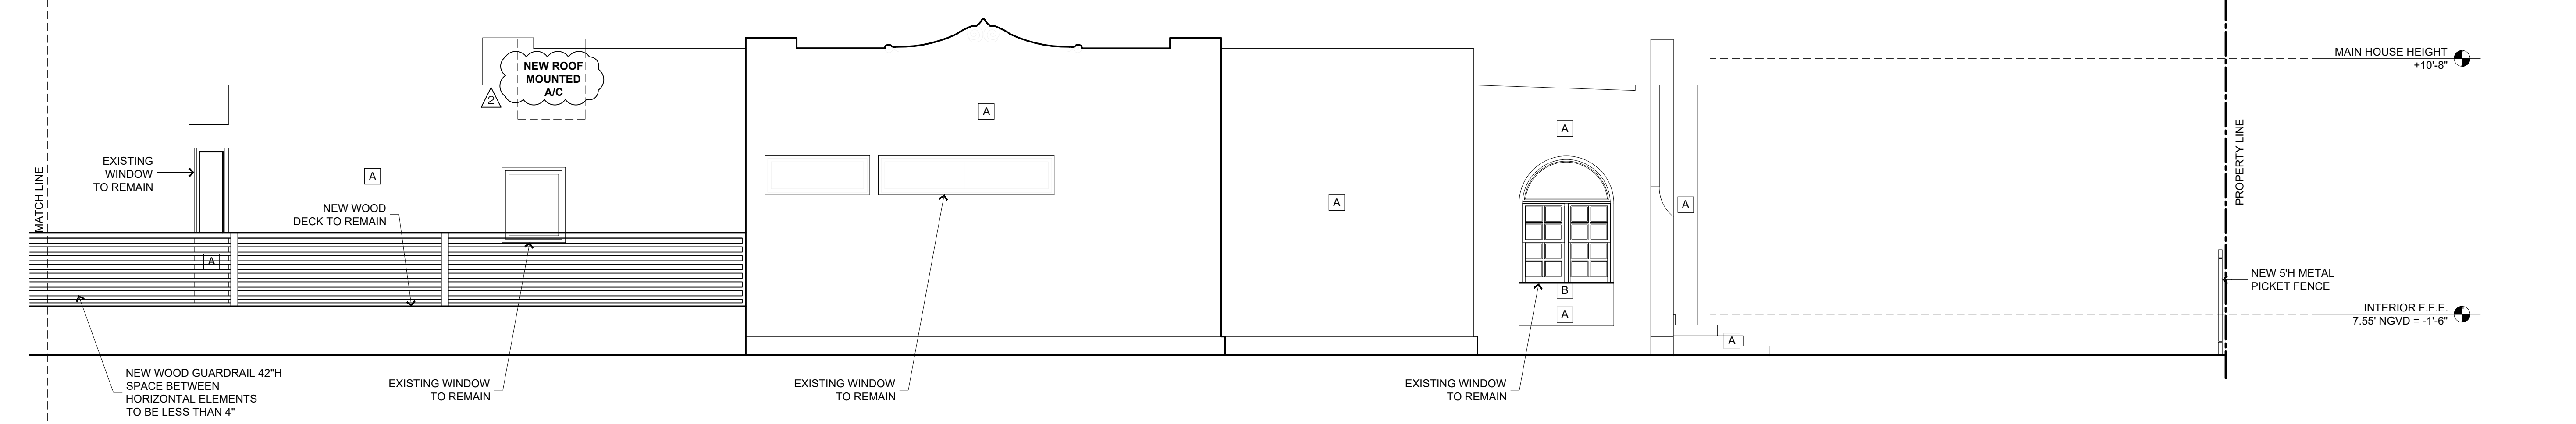 MATCH LINE
EXISTING
WINDOW
TO REMAIN
A
NEW WOOD
DECK TO REMAIN
A
NEW WOOD GUARDRAIL 42"H
SPACE BETWEEN
HORIZONTAL ELEMENTS
TO BE LESS THAN 4"
2
NEW ROOF
MOUNTED
A/C
EXISTING WINDOW
TO REMAIN
A
EXISTING WINDOW
TO REMAIN
A
A
B
A
EXISTING WINDOW
TO REMAIN
A
A
PROPERTY LINE
MAIN HOUSE HEIGHT
+10'-8"
NEW 5'H METAL
PICKET FENCE
INTERIOR F.F.E.
7.55' NGVD = -1'-6"